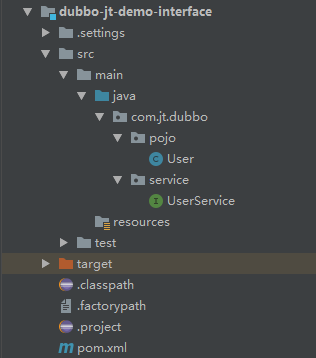 dubbo-jt-demo-interface
.settings
src
main
java
com.jt.dubbo
pojo
User
service
UserService
resources
test
target
.classpath
.factorypath
.project
pom.xml